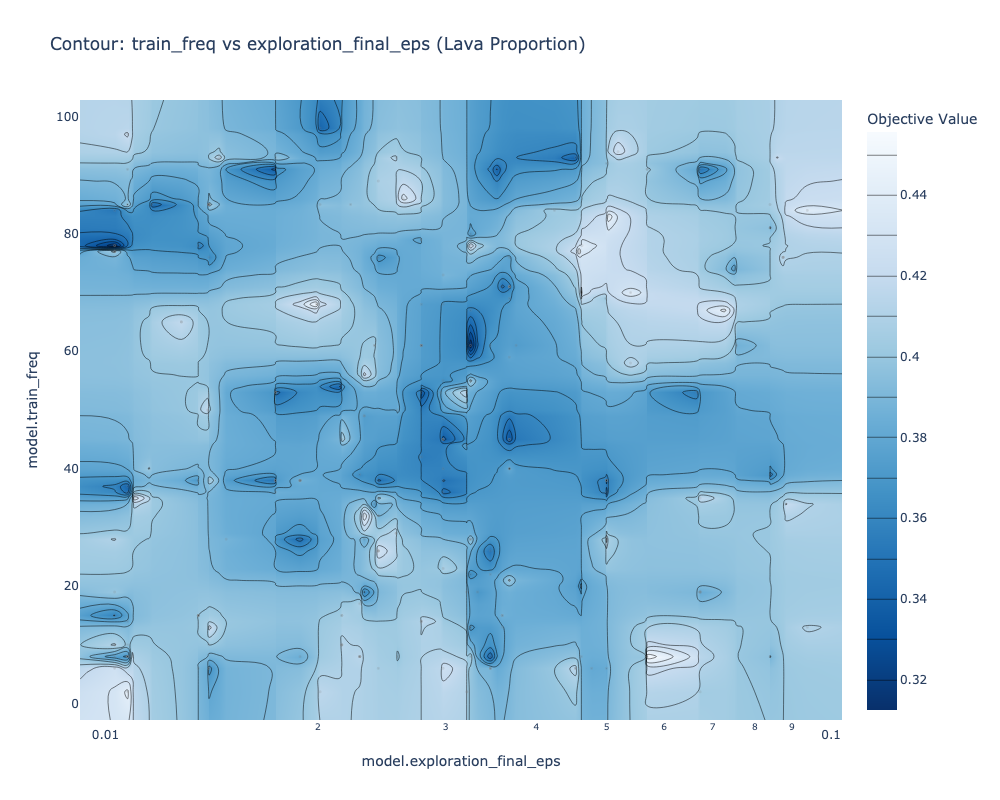 Contour: train_freq vs exploration_final_eps (Lava Proportion)
Objective Value
100
80
60
40
20
0
model.train_freq
0.44
0.42
0.4
0.38
0.36
0.34
0.32
0.01 2 3 4 5 6 7 8 9 0.1
model.exploration_final_eps